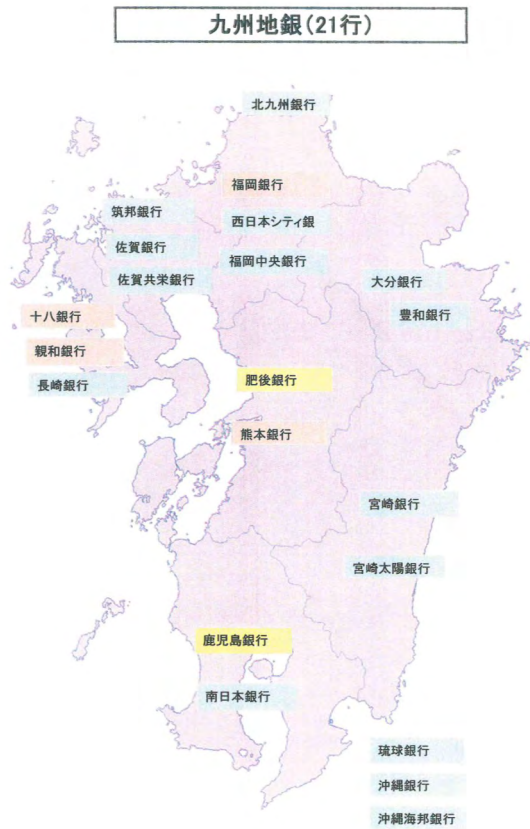 九州地銀(21行)
北九州銀行
福岡銀行
筑邦銀行
西日本シティ銀
佐賀銀行
福岡中央銀行
佐賀共栄銀行
大分銀行
十八銀行
豊和銀行
親和銀行
長崎銀行
肥後銀行
熊本銀行
宮崎銀行
宮崎太陽銀行
鹿児島銀行
南日本銀行
琉球銀行
沖縄銀行
沖縄海邦銀行